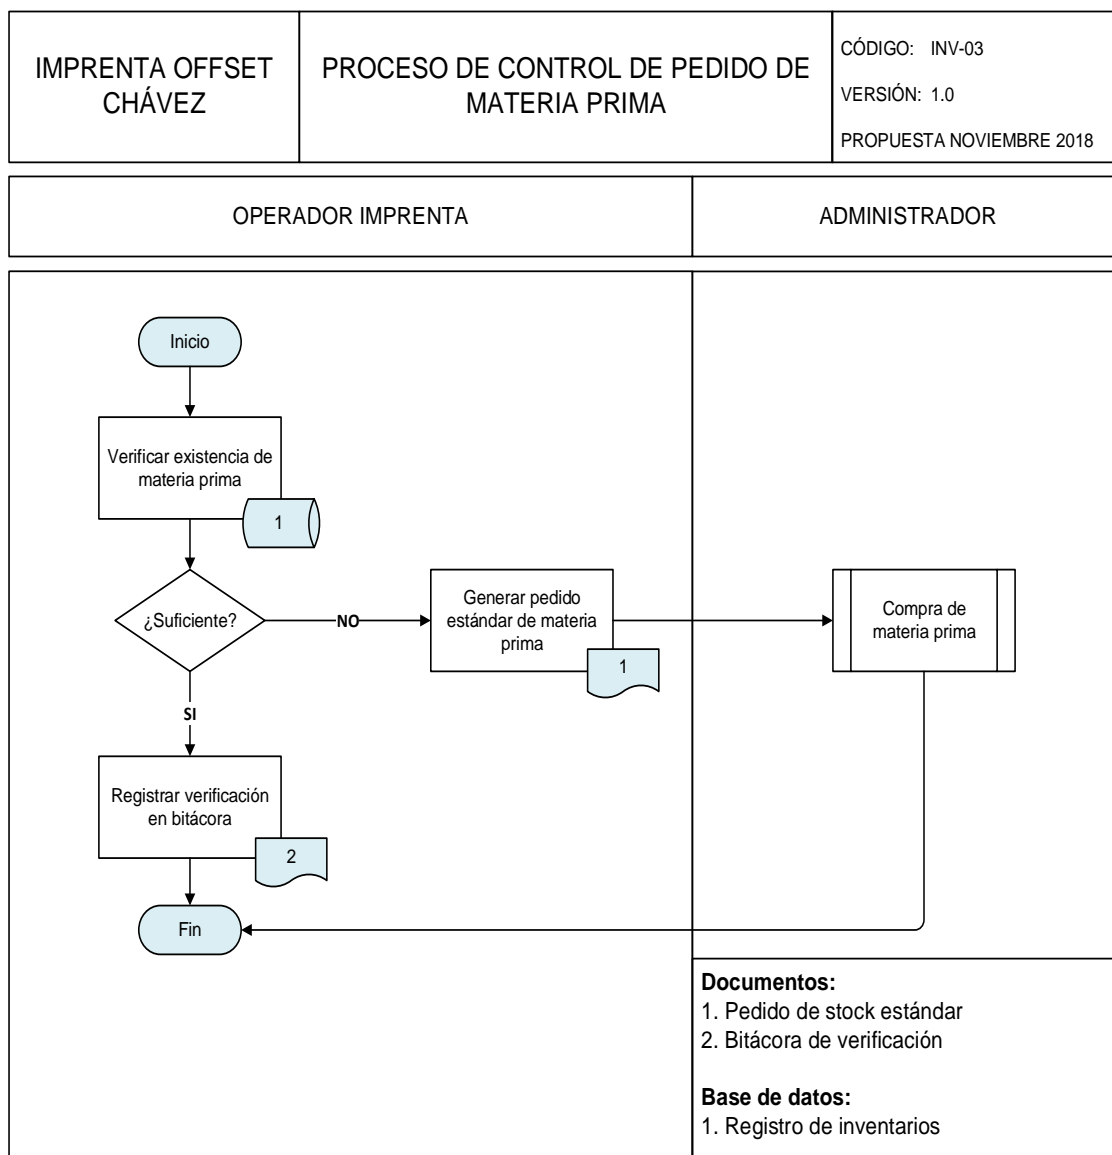 IMPRENTA OFFSET
CHÁVEZ
PROCESO DE CONTROL DE PEDIDO DE
MATERIA PRIMA
CÓDIGO: INV-03
VERSIÓN: 1.0
PROPUESTA NOVIEMBRE 2018
OPERADOR IMPRENTA
ADMINISTRADOR
Inicio
Verificar existencia de
materia prima
1
¿Suficiente?
NO
Generar pedido
estándar de materia
prima
1
Compra de
materia prima
SI
Registrar verificación
en bitácora
2
Fin
Documentos:
1. Pedido de stock estándar
2. Bitácora de verificación
Base de datos:
1. Registro de inventarios